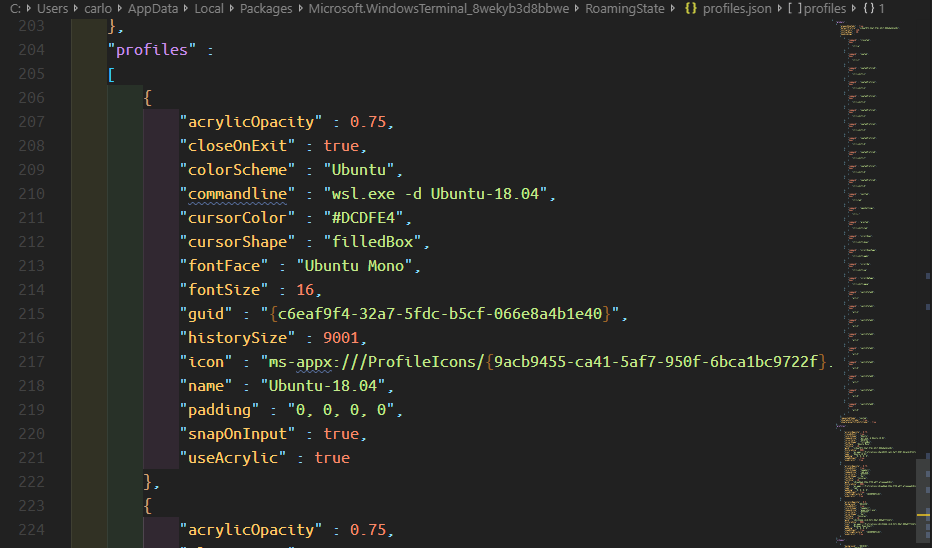 C: > Users > carlo > AppData > Local > Packages > Microsoft.WindowsTerminal_8wekyb3d8bbwe > RoamingState > {} profiles.json > [ ] profiles > {} 1
203 },
204 "profiles" :
205 [
206 {
207 "acrylicOpacity" : 0.75,
208 "closeOnExit" : true,
209 "colorScheme" : "Ubuntu",
210 "commandline" : "wsl.exe -d Ubuntu-18.04",
211 "cursorColor" : "#DCDFE4",
212 "cursorShape" : "filledBox",
213 "fontFace" : "Ubuntu Mono",
214 "fontSize" : 16,
215 "guid" : "{c6eaf9f4-32a7-5fdc-b5cf-066e8a4b1e40}",
216 "historySize" : 9001,
217 "icon" : "ms-appx:///ProfileIcons/{9acb9455-ca41-5af7-950f-6bca1bc9722f}.
218 "name" : "Ubuntu-18.04",
219 "padding" : "0, 0, 0, 0",
220 "snapOnInput" : true,
221 "useAcrylic" : true
222 },
223 {
224 "acrylicOpacity" : 0.75,